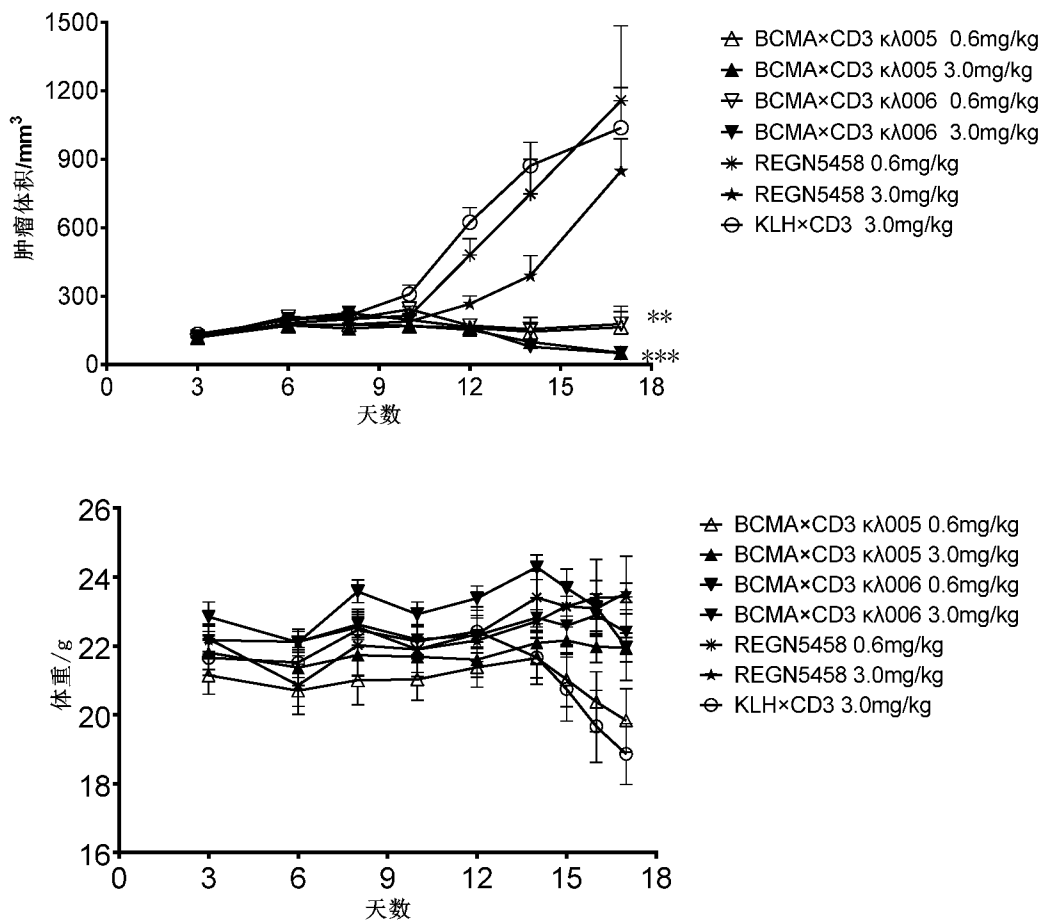 肿瘤体积/mm³
1500
1200
900
600
300
0
0 3 6 9 12 15 18
天数
**
***
BCMA×CD3 κλ005 0.6mg/kg
BCMA×CD3 κλ005 3.0mg/kg
BCMA×CD3 κλ006 0.6mg/kg
BCMA×CD3 κλ006 3.0mg/kg
REGN5458 0.6mg/kg
REGN5458 3.0mg/kg
KLH×CD3 3.0mg/kg
体重/g
26
24
22
20
18
16
0 3 6 9 12 15 18
天数
BCMA×CD3 κλ005 0.6mg/kg
BCMA×CD3 κλ005 3.0mg/kg
BCMA×CD3 κλ006 0.6mg/kg
BCMA×CD3 κλ006 3.0mg/kg
REGN5458 0.6mg/kg
REGN5458 3.0mg/kg
KLH×CD3 3.0mg/kg